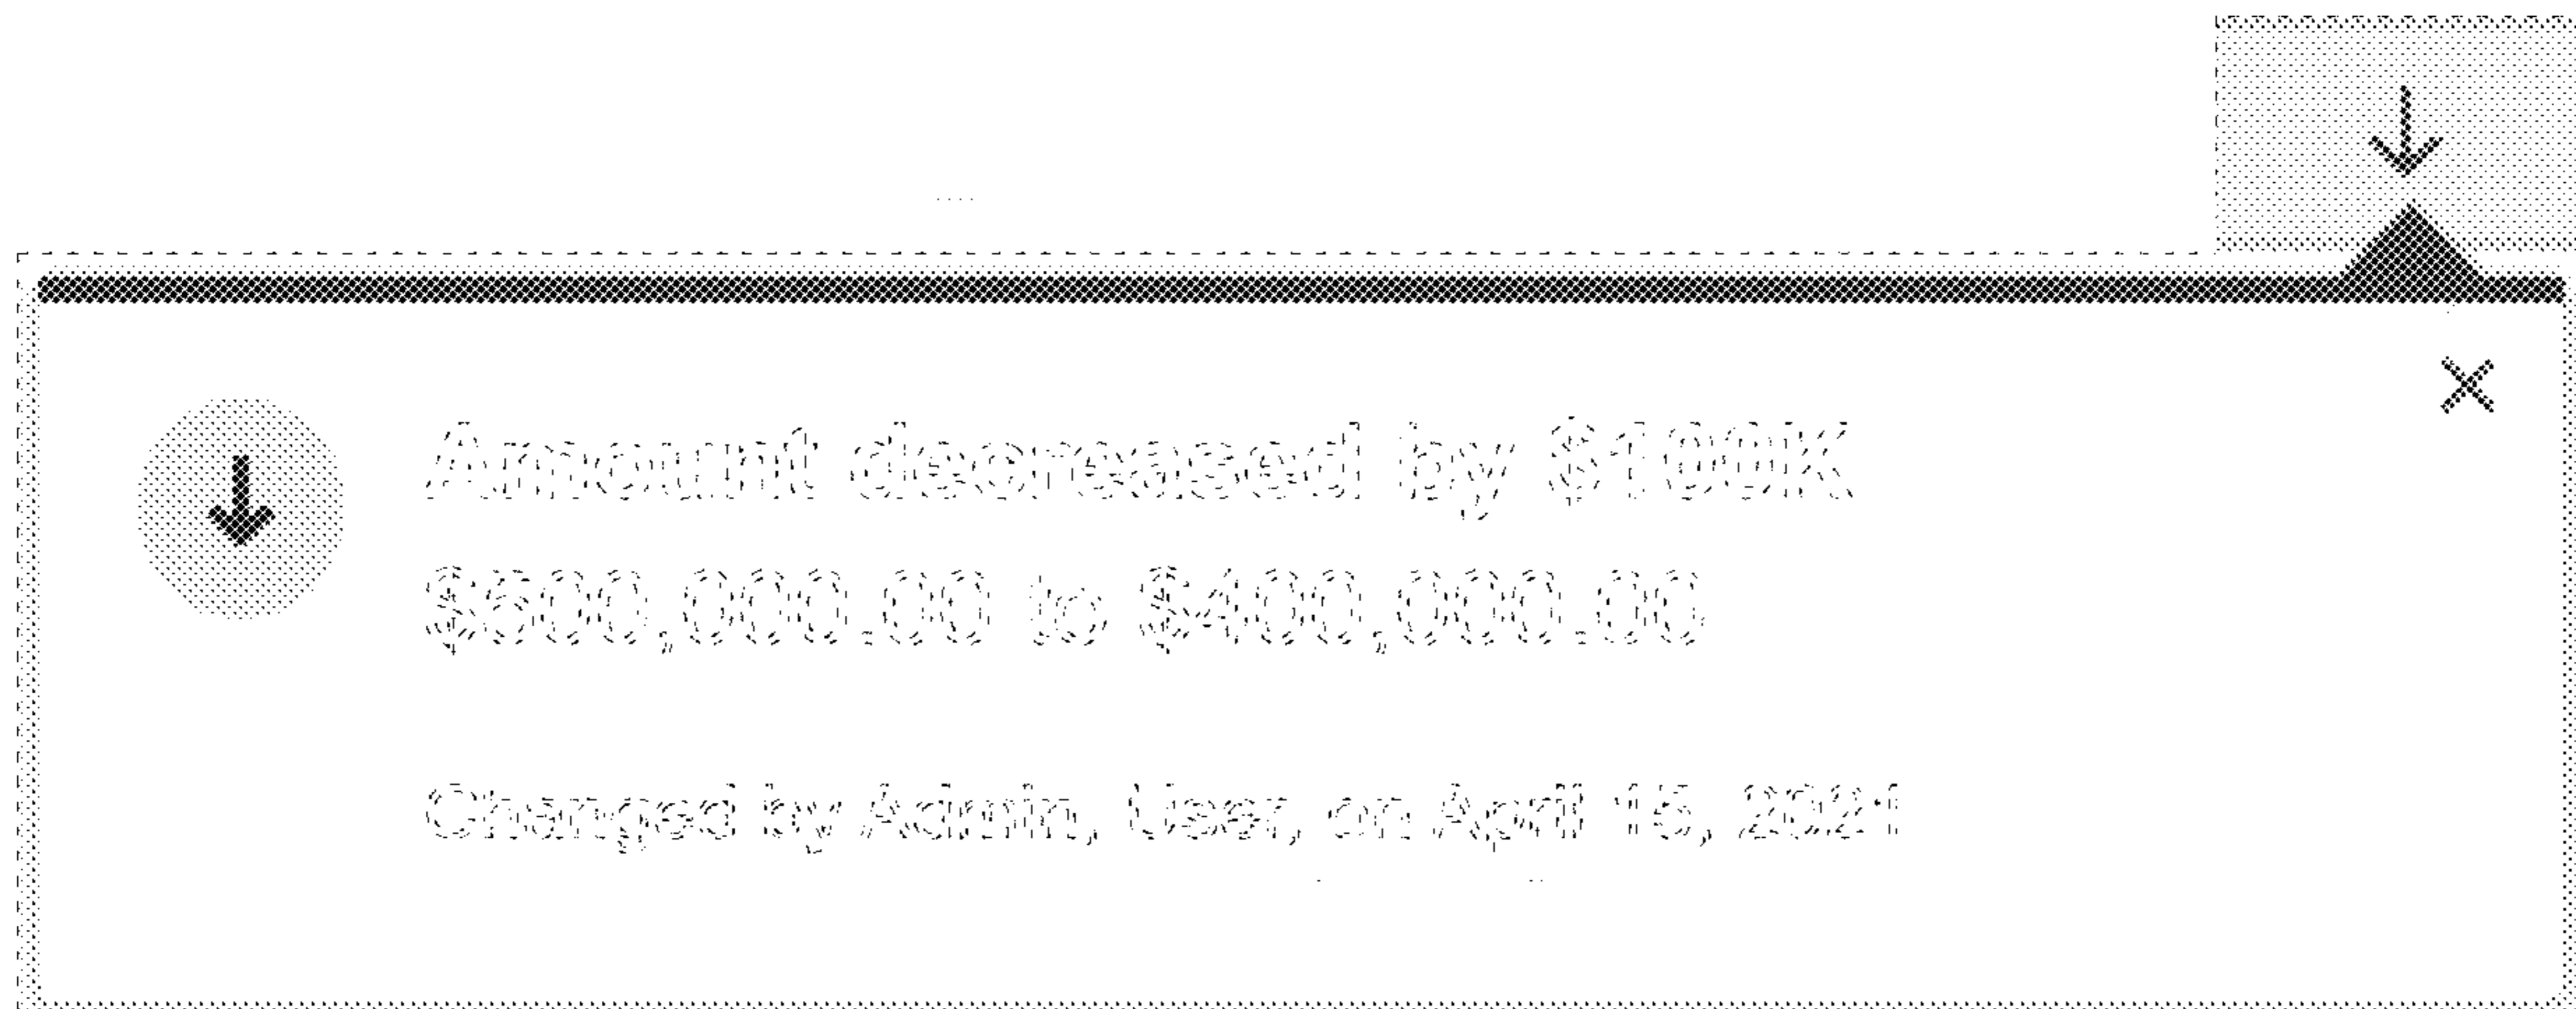 Amount decreased by $100K
$500,000.00 to $400,000.00
Changed by Admin, User, on April 15, 2021